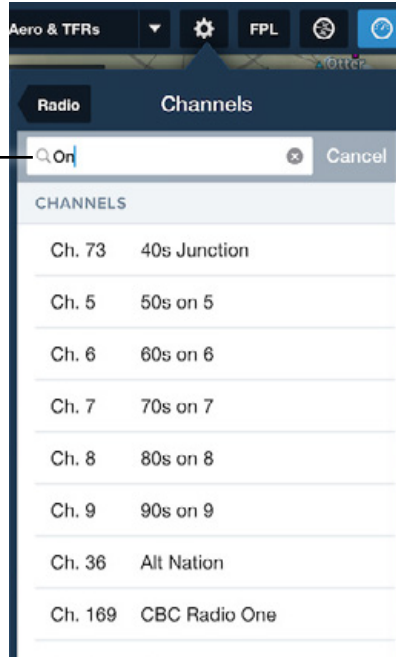 Aero & TFRs FPL
Otter
Radio Channels
On Cancel
CHANNELS
Ch. 73 40s Junction
Ch. 5 50s on 5
Ch. 6 60s on 6
Ch. 7 70s on 7
Ch. 8 80s on 8
Ch. 9 90s on 9
Ch. 36 Alt Nation
Ch. 169 CBC Radio One